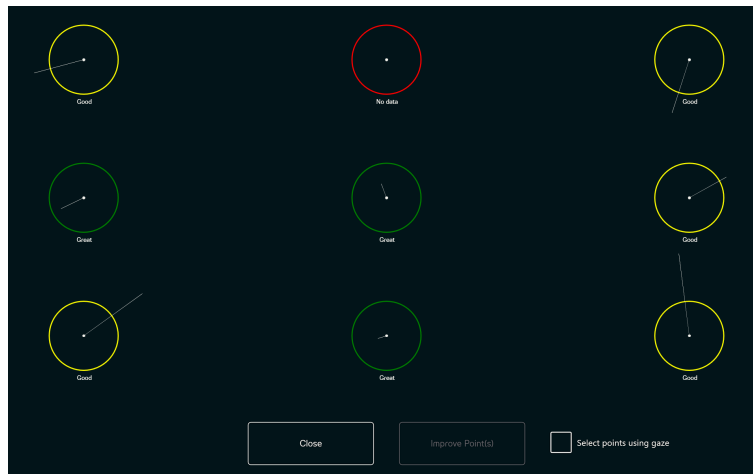 Good
No data
Good
Great
Great
Good
Good
Great
Good
Close
Improve Point(s)
Select points using gaze